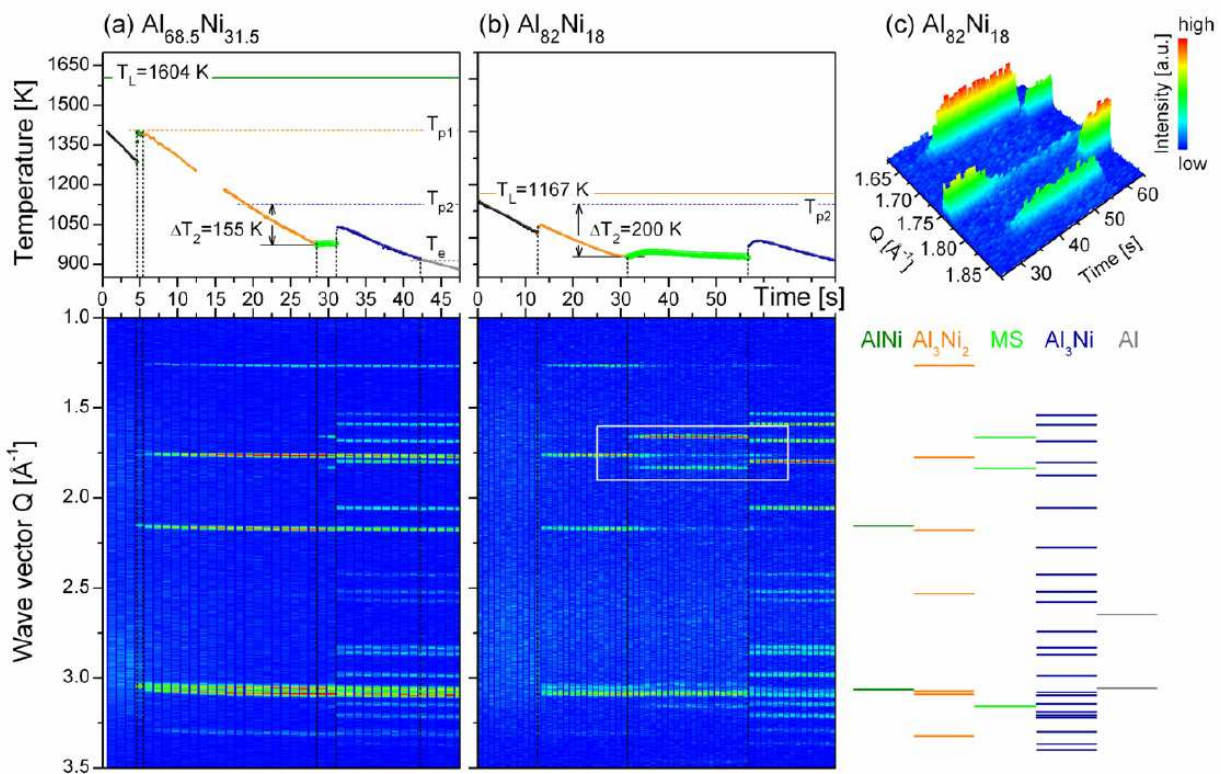 (a) Al68.5Ni31.5
(b) Al82Ni18
(c) Al82Ni18
Temperature [K]
1650
1500
1350
1200
1050
900
TL=1604 K
Tp1
Tp2
ΔT2=155 K
Te
TL=1167 K
Tp2
ΔT2=200 K
high
Intensity [a.u.]
low
1.65
1.70
1.75
1.80
1.85
Q [Å-1]
30
40
50
60
Time [s]
0 5 10 15 20 25 30 35 40 45 0 10 20 30 40 50 Time [s]
Wave vector Q [Å-1]
1.0
1.5
2.0
2.5
3.0
3.5
AlNi Al3Ni2 MS Al3Ni Al